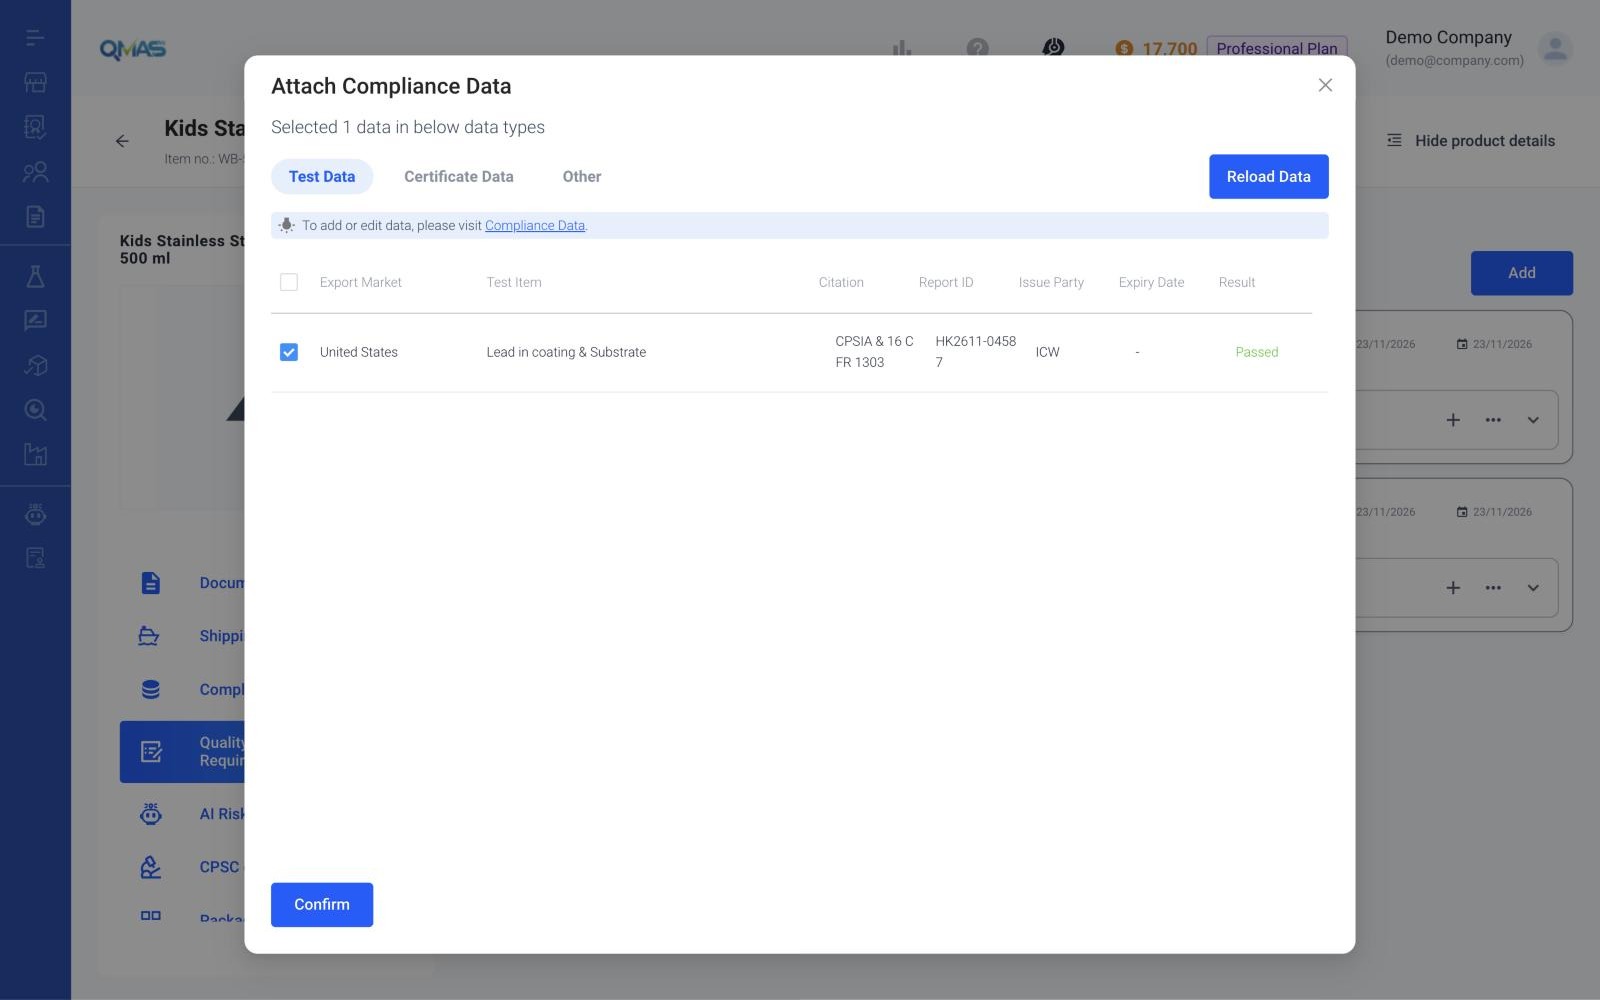 QMAS
17,700
Professional Plan
Demo Company
(demo@company.com)
Attach Compliance Data
Selected 1 data in below data types
Kids Sta
Item no.: WB-
Hide product details
Test Data
Certificate Data
Other
Reload Data
To add or edit data, please visit Compliance Data.
Kids Stainless St
500 ml
Add
Export Market
Test Item
Citation
Report ID
Issue Party
Expiry Date
Result
United States
Lead in coating & Substrate
CPSIA & 16 C
FR 1303
HK2611-0458
7
ICW
-
Passed
23/11/2026
23/11/2026
23/11/2026
23/11/2026
Docum
Shippi
Compl
Quality
Requir
AI Risk
CPSC
Packa
Confirm